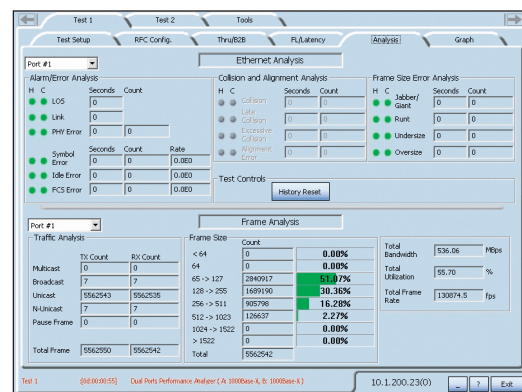 Test 1 Test 2 Tools
Test Setup RFC Config. Thru/B2B FL/Latency Analysis Graph
Port #1 Ethernet Analysis
Alarm/Error Analysis
H C Seconds Count
LOS 0
Link 0
PHY Error 0 0
Seconds Count Rate
Symbol Error 0 0 0.0E0
Idle Error 0 0 0.0E0
FCS Error 0 0 0.0E0
Collision and Alignment Analysis
H C Seconds Count
Collision 0 0
Late Collision 0 0
Excessive Collision 0 0
Alignment Error 0 0
Frame Size Error Analysis
H C Seconds Count
Jabber/Giant 0 0
Runt 0 0
Undersize 0 0
Oversize 0 0
Test Controls
History Reset
Port #1 Frame Analysis
Traffic Analysis
TX Count RX Count
Multicast 0 0
Broadcast 7 7
Unicast 5562543 5562535
N-Unicast 7 7
Pause Frame 0 0
Total Frame 5562550 5562542
Frame Size
Count
< 64 0 0.00%
64 0 0.00%
65 -> 127 2840917 51.07%
128 -> 255 1689190 30.36%
256 -> 511 905798 16.28%
512 -> 1023 126637 2.27%
1024 -> 1522 0 0.00%
> 1522 0 0.00%
Total 5562542
Total Bandwidth 536.06 MBps
Total Utilization 55.70 %
Total Frame Rate 130874.5 fps
Test 1 [0d:00:00:55] Dual Ports Performance Analyzer ( A: 1000Base-X, B: 1000Base-X ) 10.1.200.23(0) _ ? Exit